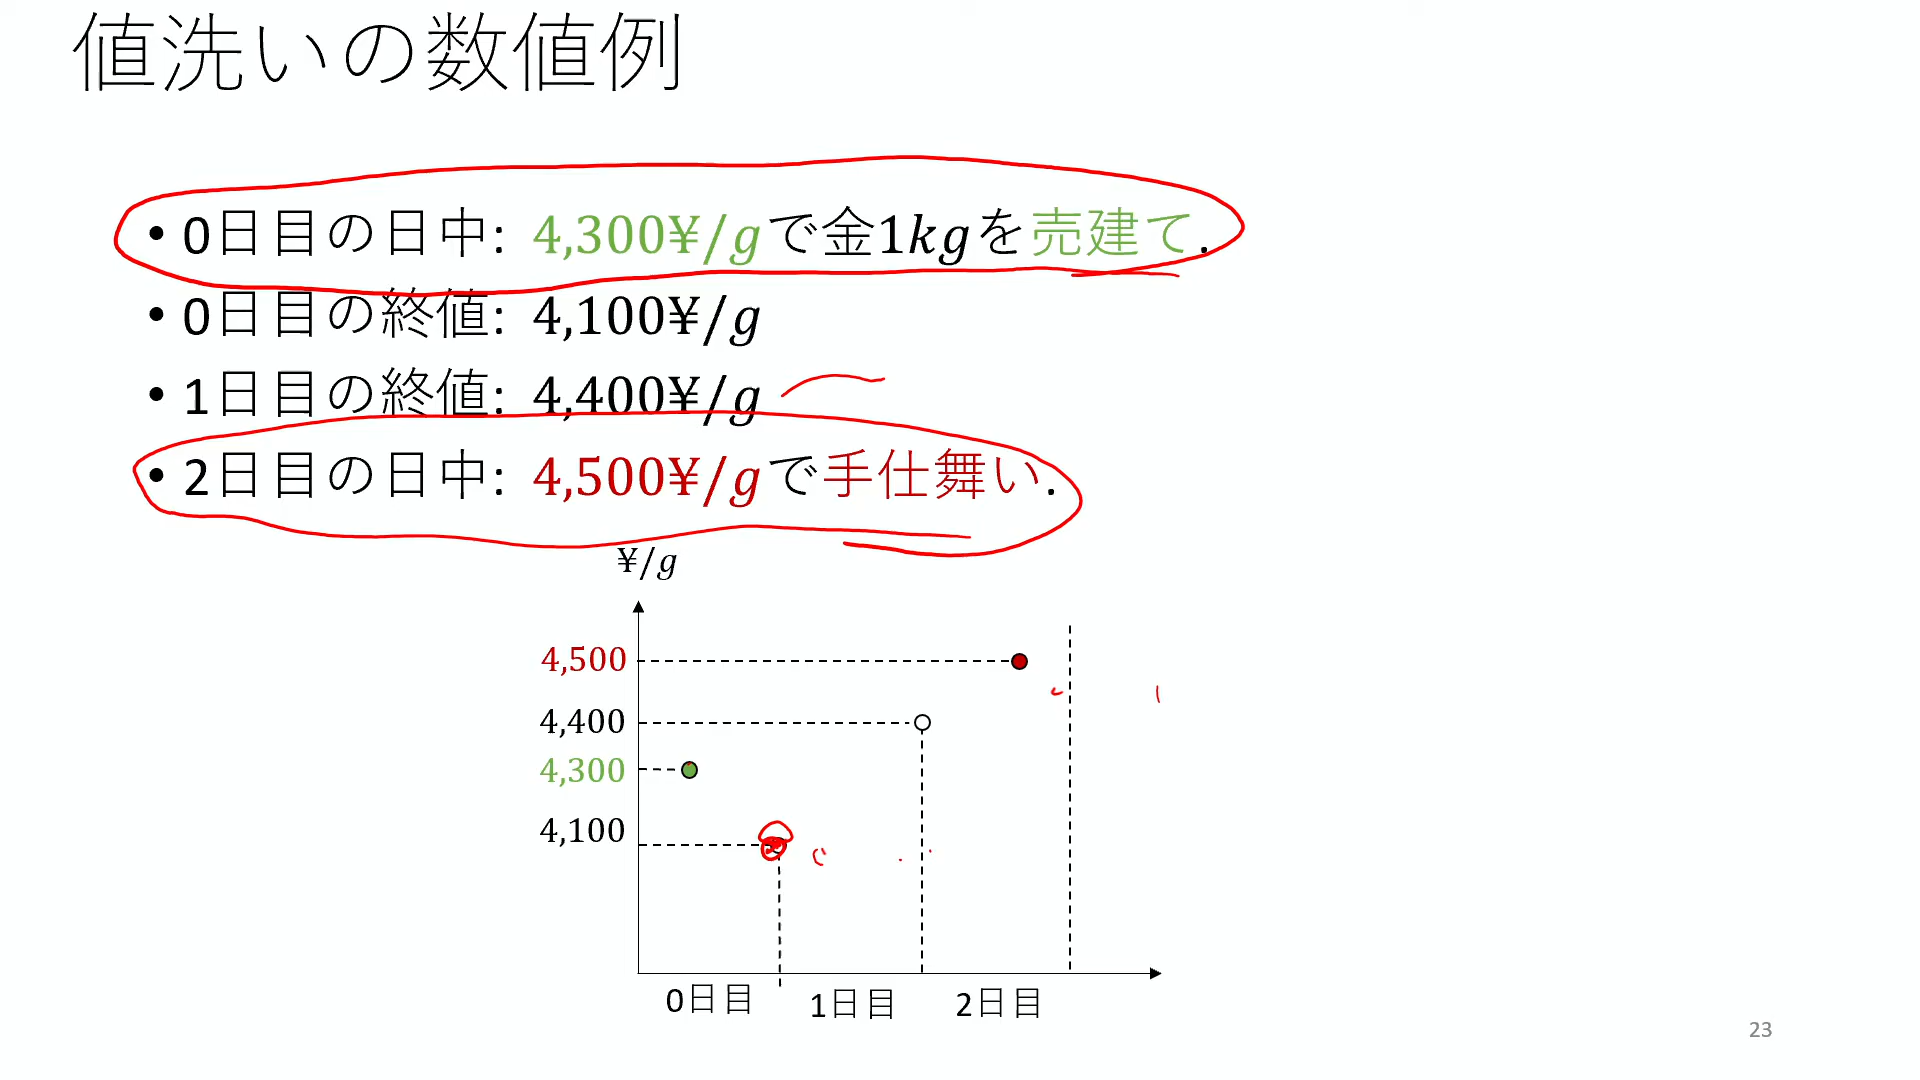 値洗いの数値例
• 0日目の日中: 4,300¥/gで金1kgを売建て.
• 0日目の終値: 4,100¥/g
• 1日目の終値: 4,400¥/g
• 2日目の日中: 4,500¥/gで手仕舞い.
¥/g
4,500
4,400
4,300
4,100
0日目 1日目 2日目
23